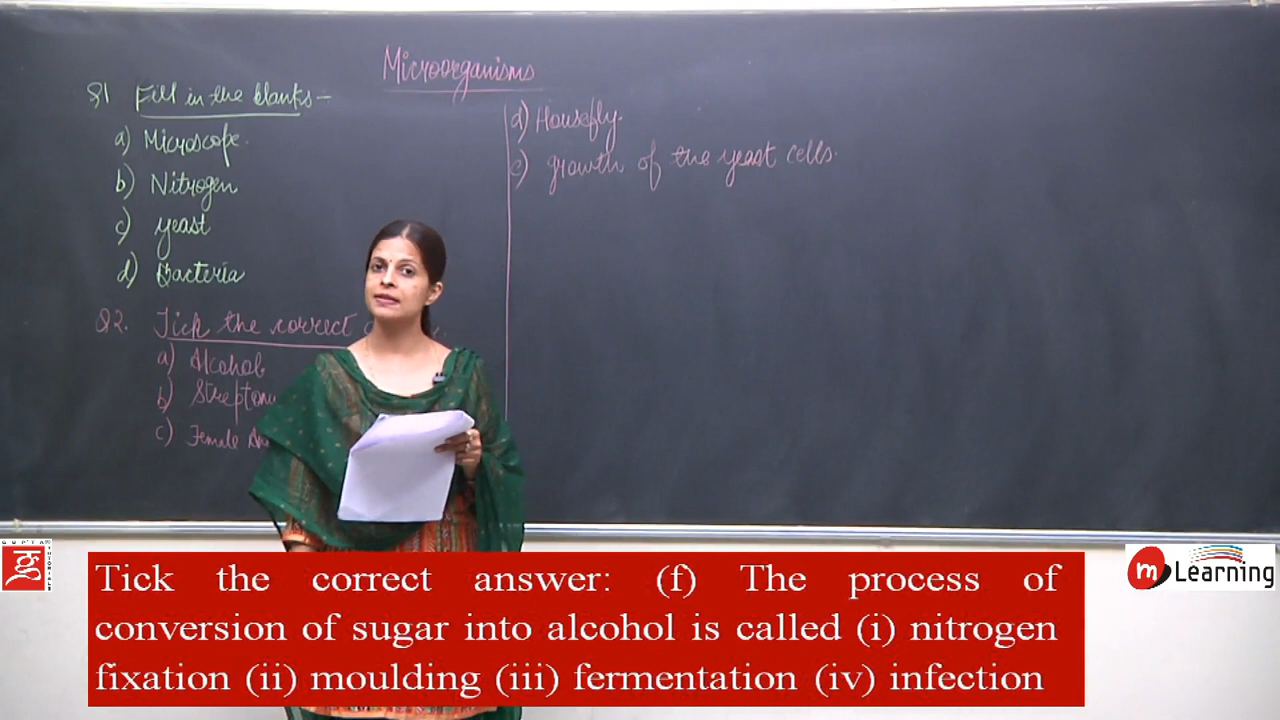 Microorganisms
Q1 Fill in the blanks –
a) Microscope.
b) Nitrogen
c) yeast
d) Bacteria
Q2. Tick the correct
a) Alcohol.
b)
c) Female
d) Housefly.
e) growth of the yeast cells.
GUPTA
TUTORIALS
m Learning
Tick the correct answer: (f) The process of
conversion of sugar into alcohol is called (i) nitrogen
fixation (ii) moulding (iii) fermentation (iv) infection